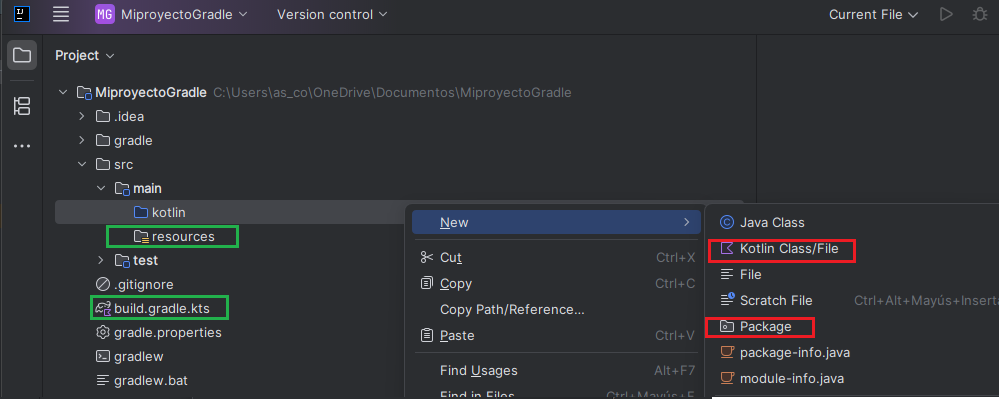 MG MiproyectoGradle Version control Current File
Project
MiproyectoGradle C:\Users\as_co\OneDrive\Documentos\MiproyectoGradle
.idea
gradle
src
main
kotlin
resources
test
.gitignore
build.gradle.kts
gradle.properties
gradlew
gradlew.bat
New
Cut Ctrl+X
Copy Ctrl+C
Copy Path/Reference...
Paste Ctrl+V
Find Usages Alt+F7
Find in Files... Ctrl+Mayús+F
Java Class
Kotlin Class/File
File
Scratch File Ctrl+Alt+Mayús+Inserta
Package
package-info.java
module-info.java